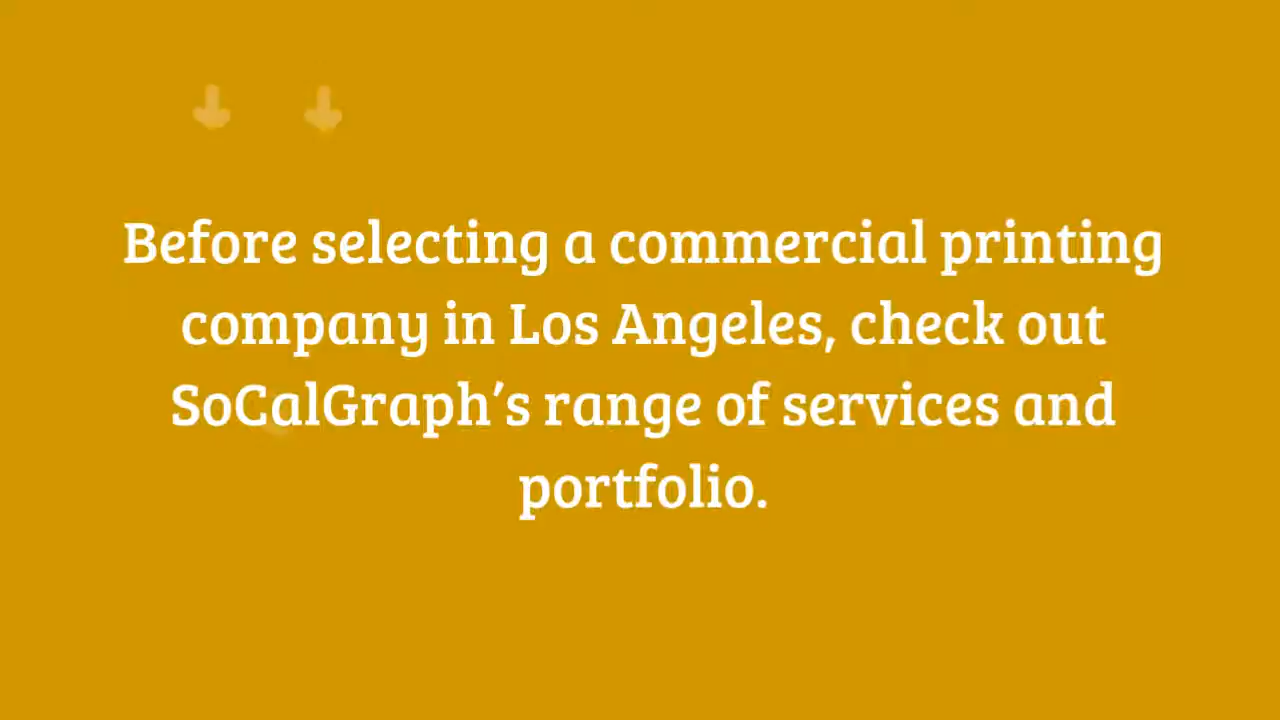 Before selecting a commercial printing
company in Los Angeles, check out
SoCalGraph’s range of services and
portfolio.